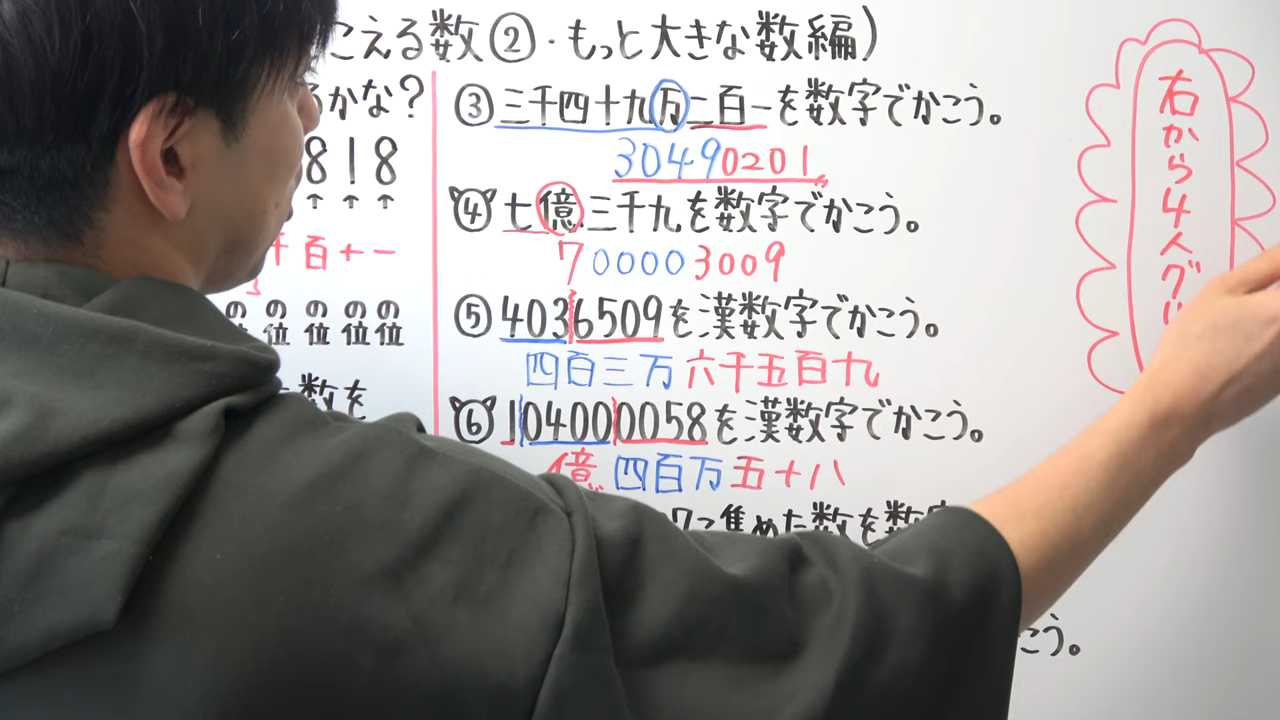 こえる数②・もっと大きな数編)
るかな?
818
↑↑↑
千百十一
の の の の の
位 位 位 位
数を
③三千四十九万二百一を数字でかこう。
30490201
④七億三千九を数字でかこう。
700003009
⑤4036509を漢数字でかこう。
四百三万六千五百九
⑥104000058を漢数字でかこう。
億四百万五十八
7つ集めた数を数字
こう。
右から4人グ